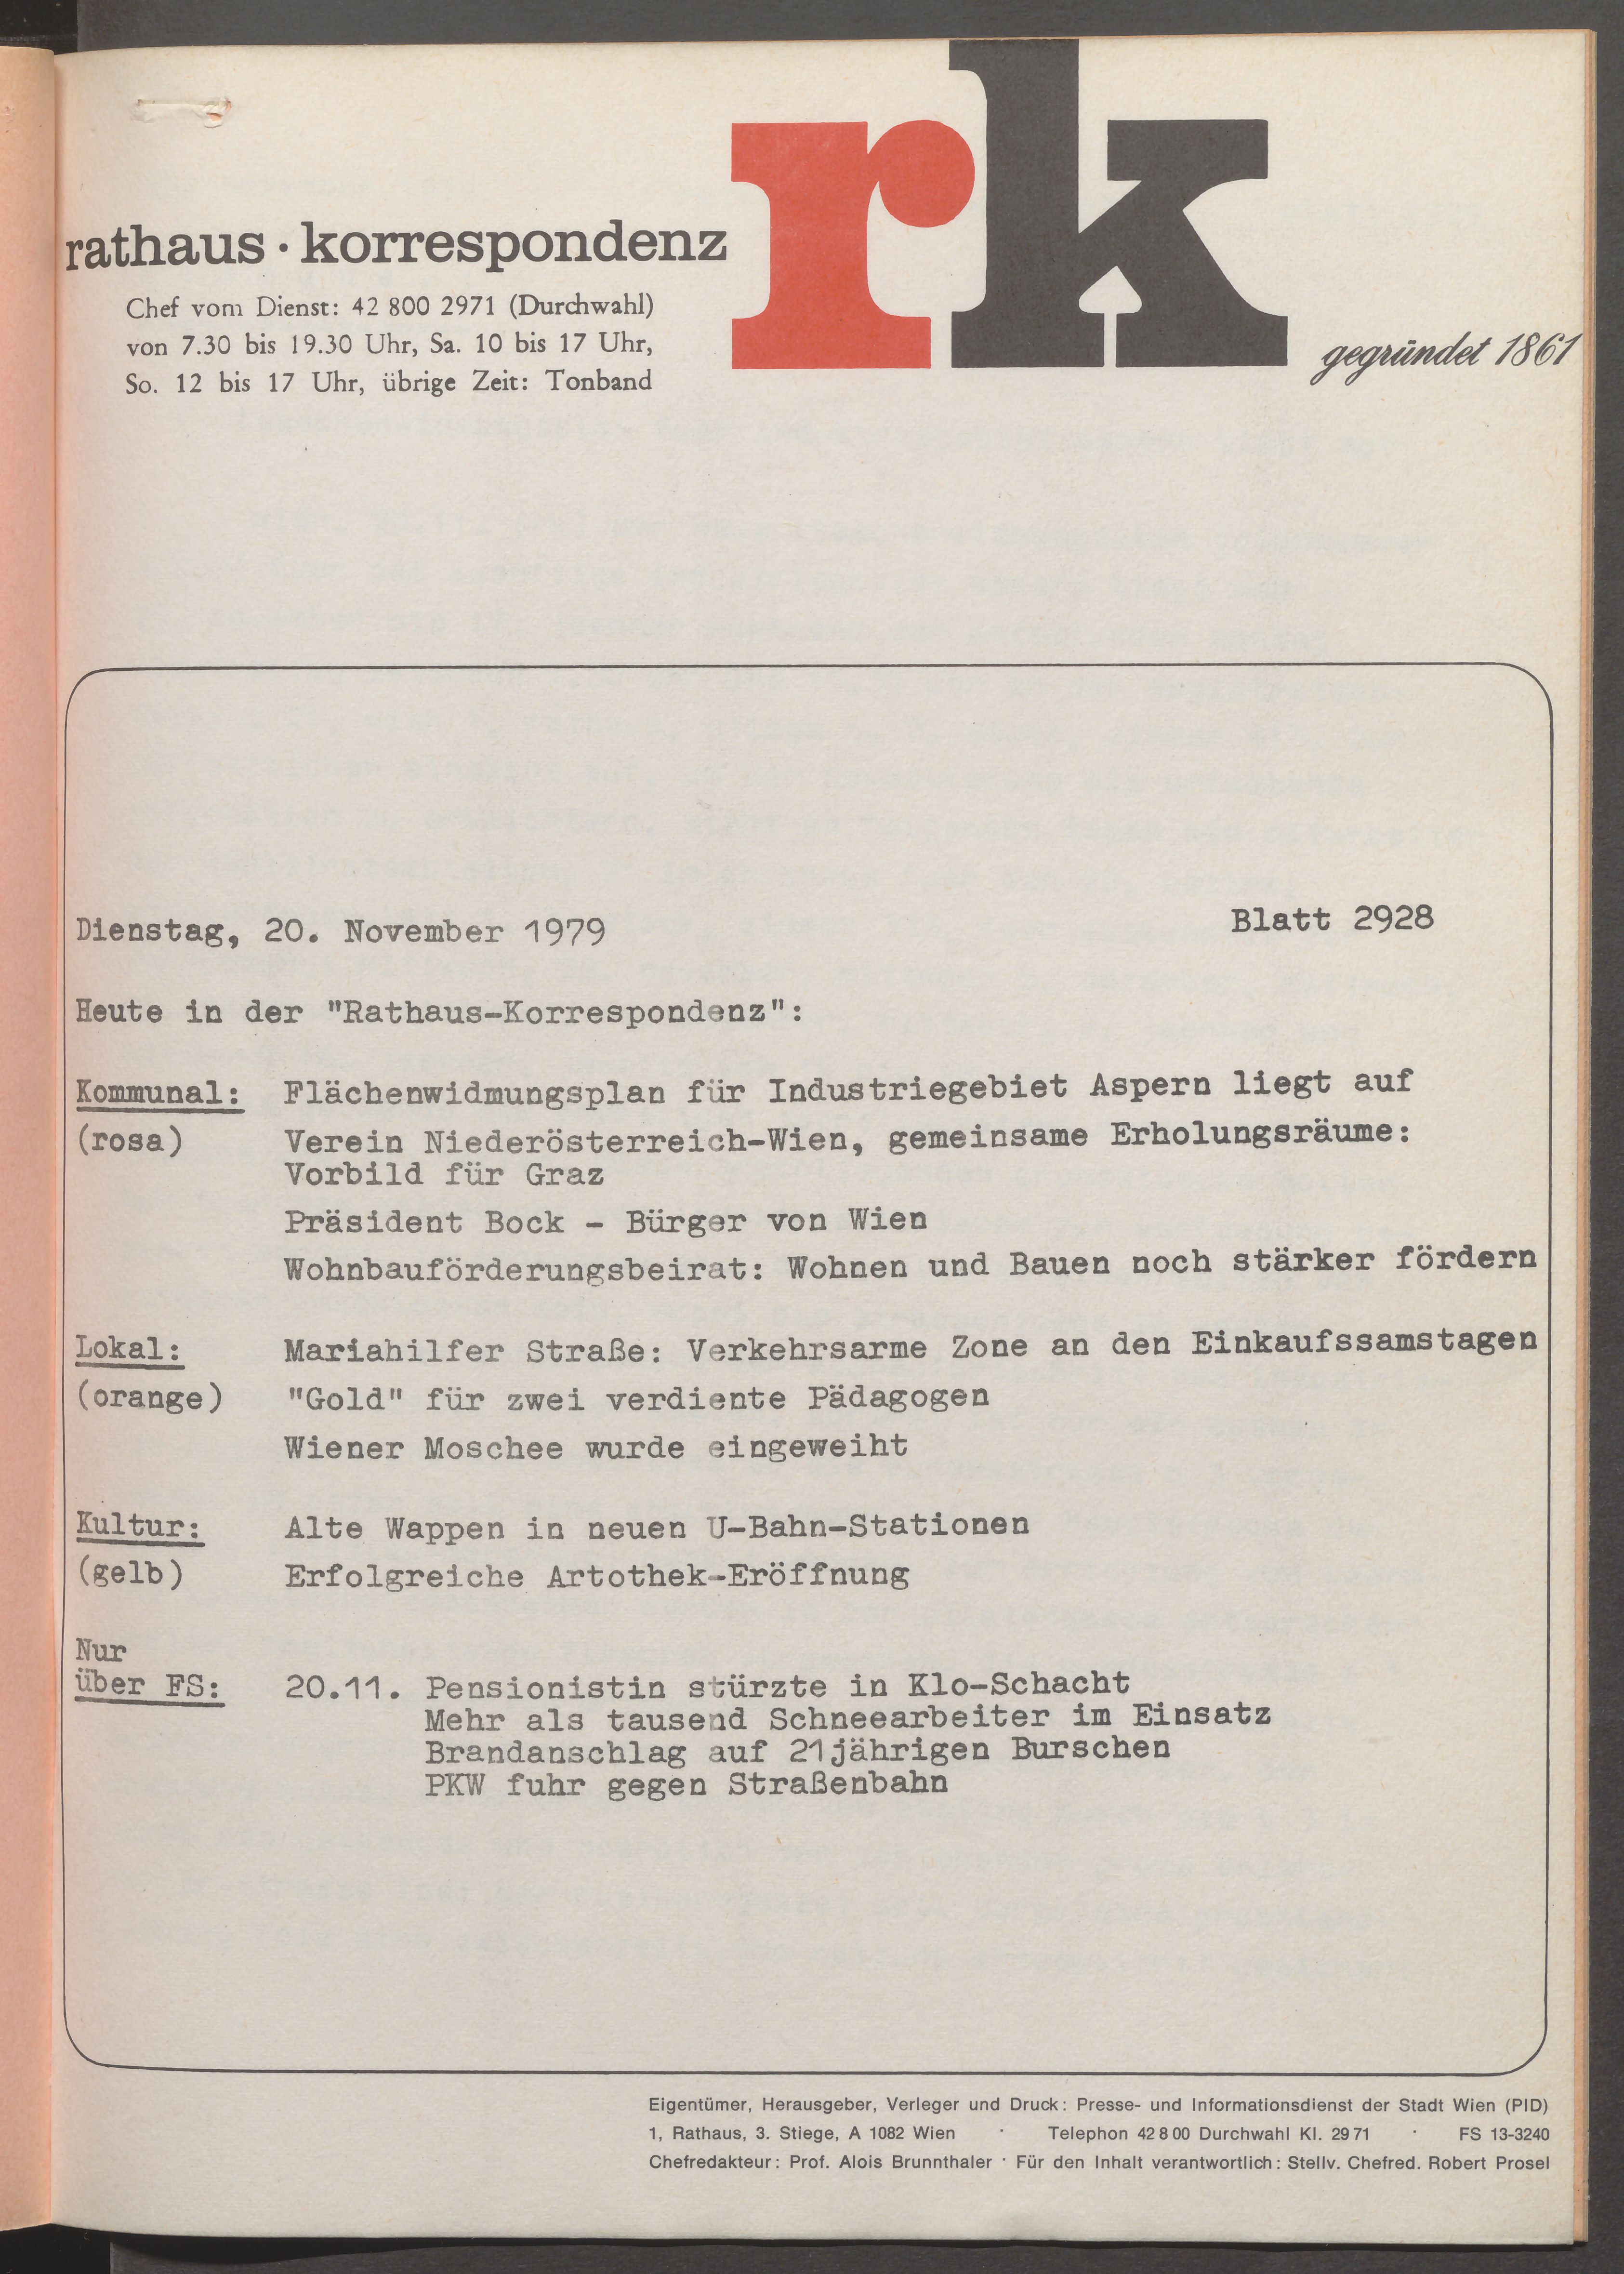 rk
rathaus · korrespondenz
Chef vom Dienst: 42 800 2971 (Durchwahl)
von 7.30 bis 19.30 Uhr, Sa. 10 bis 17 Uhr,
So. 12 bis 17 Uhr, übrige Zeit: Tonband
gegründet 1861
Dienstag, 20. November 1979 Blatt 2928
Heute in der "Rathaus-Korrespondenz":
Kommunal: Flächenwidmungsplan für Industriegebiet Aspern liegt auf
(rosa) Verein Niederösterreich-Wien, gemeinsame Erholungsräume:
Vorbild für Graz
Präsident Bock - Bürger von Wien
Wohnbauförderungsbeirat: Wohnen und Bauen noch stärker fördern
Lokal: Mariahilfer Straße: Verkehrsarme Zone an den Einkaufssamstagen
(orange) "Gold" für zwei verdiente Pädagogen
Wiener Moschee wurde eingeweiht
Kultur: Alte Wappen in neuen U-Bahn-Stationen
(gelb) Erfolgreiche Artothek-Eröffnung
Nur
über FS: 20.11. Pensionistin stürzte in Klo-Schacht
Mehr als tausend Schneearbeiter im Einsatz
Brandanschlag auf 21jährigen Burschen
PKW fuhr gegen Straßenbahn
Eigentümer, Herausgeber, Verleger und Druck: Presse- und Informationsdienst der Stadt Wien (PID)
1, Rathaus, 3. Stiege, A 1082 Wien · Telephon 42 8 00 Durchwahl Kl. 29 71 · FS 13-3240
Chefredakteur: Prof. Alois Brunnthaler · Für den Inhalt verantwortlich: Stellv. Chefred. Robert Prosel